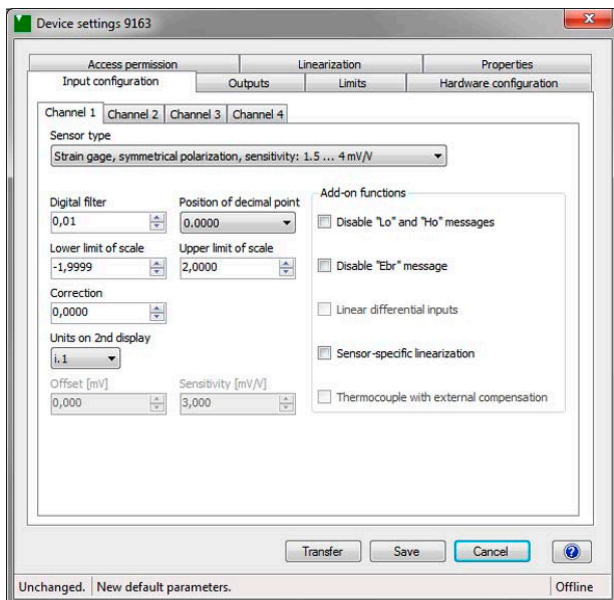 Device settings 9163
Access permission Linearization Properties
Input configuration Outputs Limits Hardware configuration
Channel 1 Channel 2 Channel 3 Channel 4
Sensor type
Strain gage, symmetrical polarization, sensitivity: 1.5 ... 4 mV/V
Digital filter Position of decimal point Add-on functions
0,01 0.0000 Disable "Lo" and "Ho" messages
Lower limit of scale Upper limit of scale
-1,9999 2,0000 Disable "Ebr" message
Correction
0,0000 Linear differential inputs
Units on 2nd display
i.1 Sensor-specific linearization
Offset [mV] Sensitivity [mV/V]
0,000 3,000 Thermocouple with external compensation
Transfer Save Cancel ?
Unchanged. New default parameters. Offline